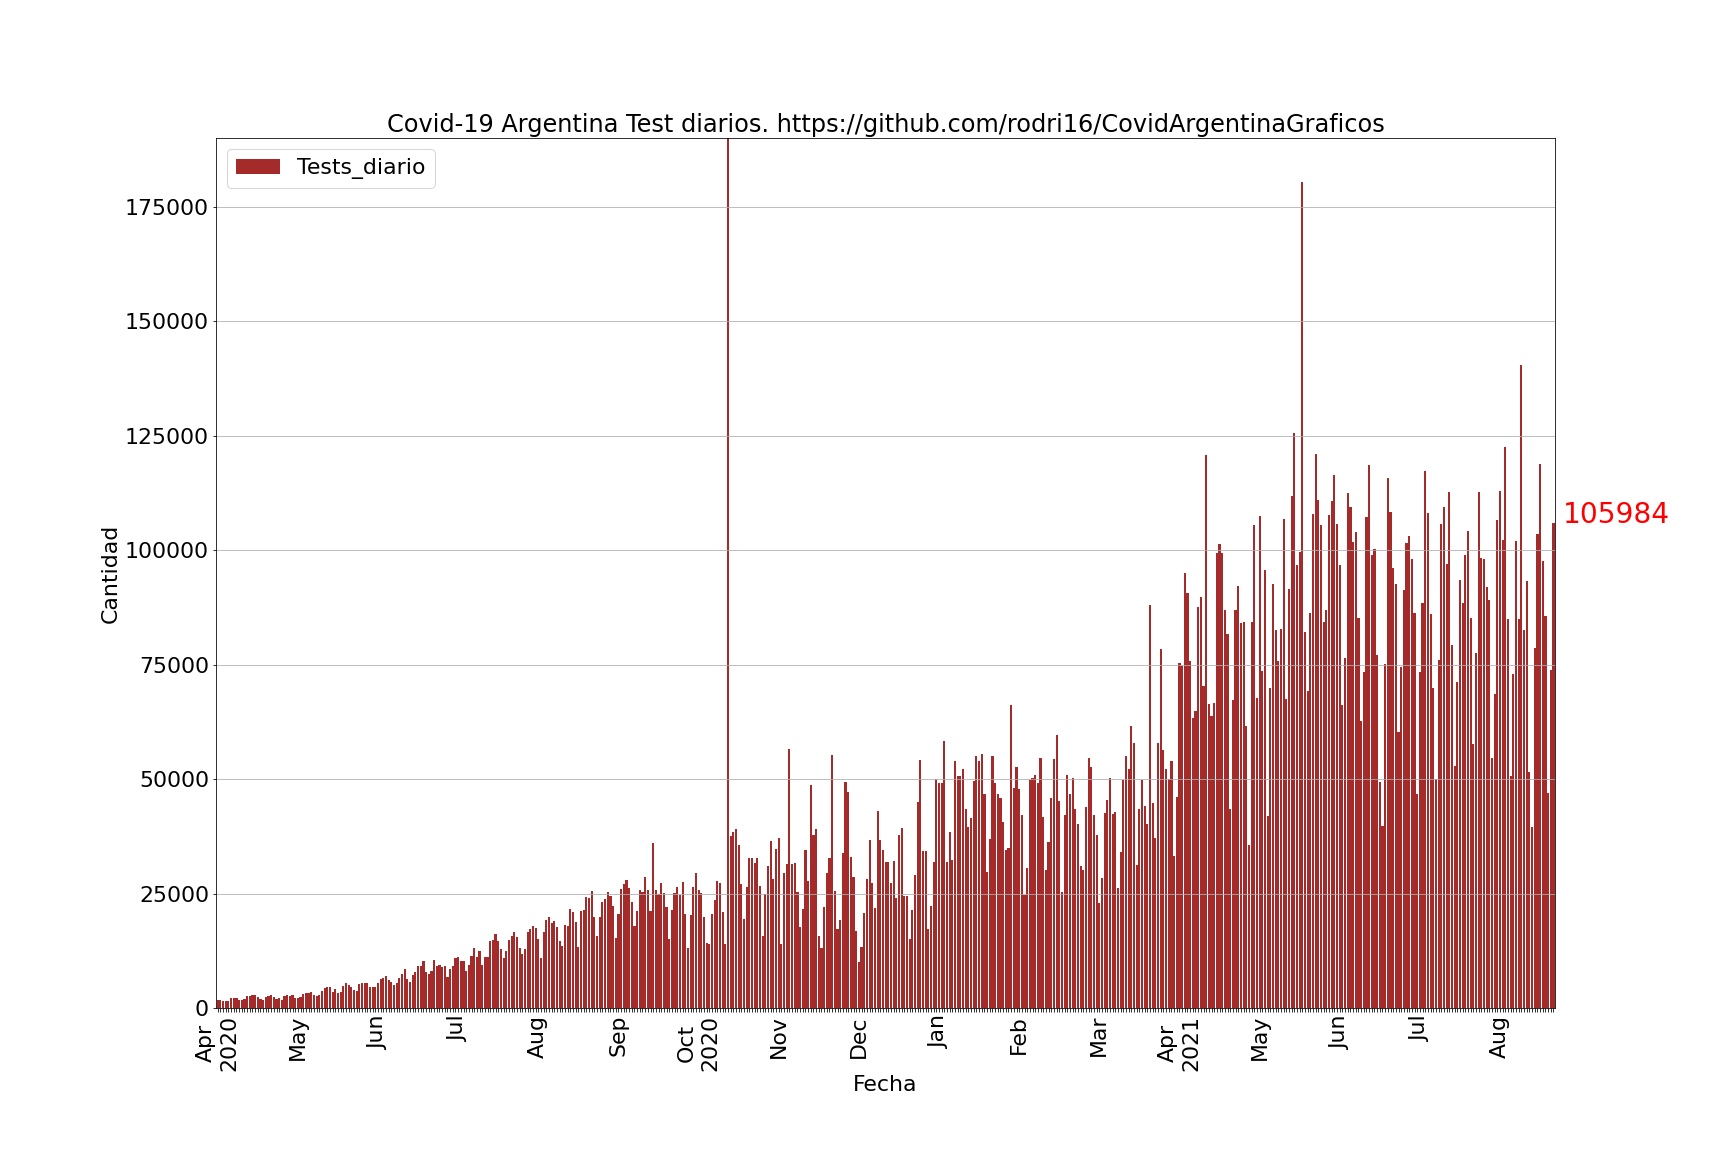 Covid-19 Argentina Test diarios. https://github.com/rodri16/CovidArgentinaGraficos
Tests_diario
175000
150000
125000
100000
75000
50000
25000
0
Cantidad
105984
Apr
2020
May
Jun
Jul
Aug
Sep
Oct
2020
Nov
Dec
Jan
Feb
Mar
Apr
2021
May
Jun
Jul
Aug
Fecha